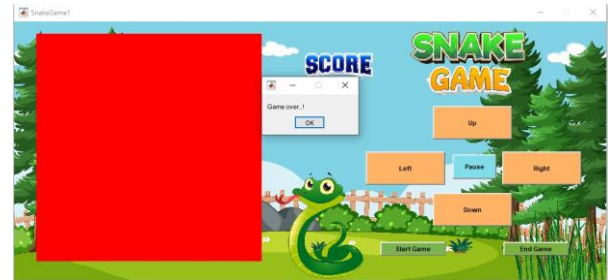 SnakeGame1
SCORE
SNAKE
GAME
Game over..!
OK
Up
Left
Pause
Right
Down
Start Game
End Game